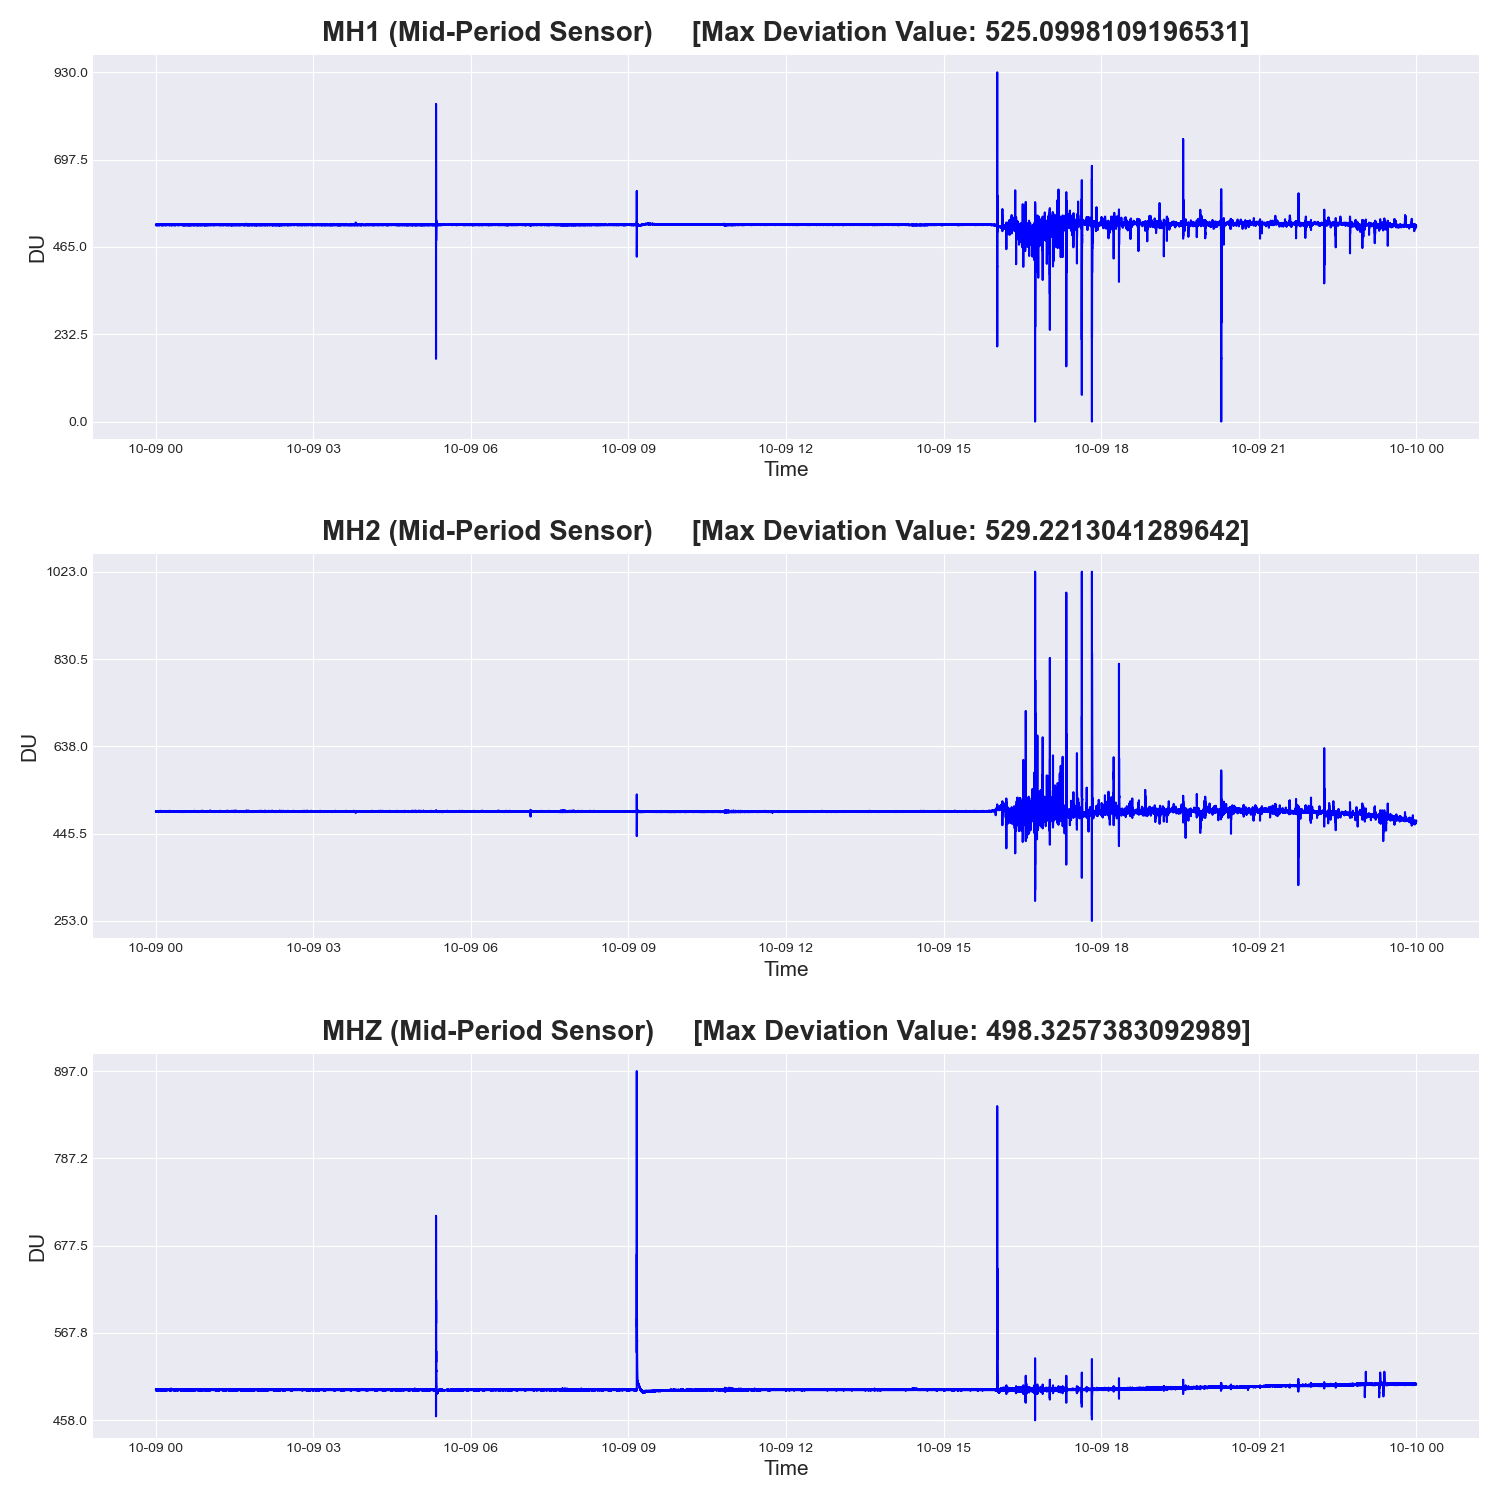 MH1 (Mid-Period Sensor) [Max Deviation Value: 525.0998109196531]
930.0
697.5
465.0
232.5
0.0
DU
10-09 00 10-09 03 10-09 06 10-09 09 10-09 12 10-09 15 10-09 18 10-09 21 10-10 00
Time
MH2 (Mid-Period Sensor) [Max Deviation Value: 529.2213041289642]
1023.0
830.5
638.0
445.5
253.0
DU
10-09 00 10-09 03 10-09 06 10-09 09 10-09 12 10-09 15 10-09 18 10-09 21 10-10 00
Time
MHZ (Mid-Period Sensor) [Max Deviation Value: 498.3257383092989]
897.0
787.2
677.5
567.8
458.0
DU
10-09 00 10-09 03 10-09 06 10-09 09 10-09 12 10-09 15 10-09 18 10-09 21 10-10 00
Time